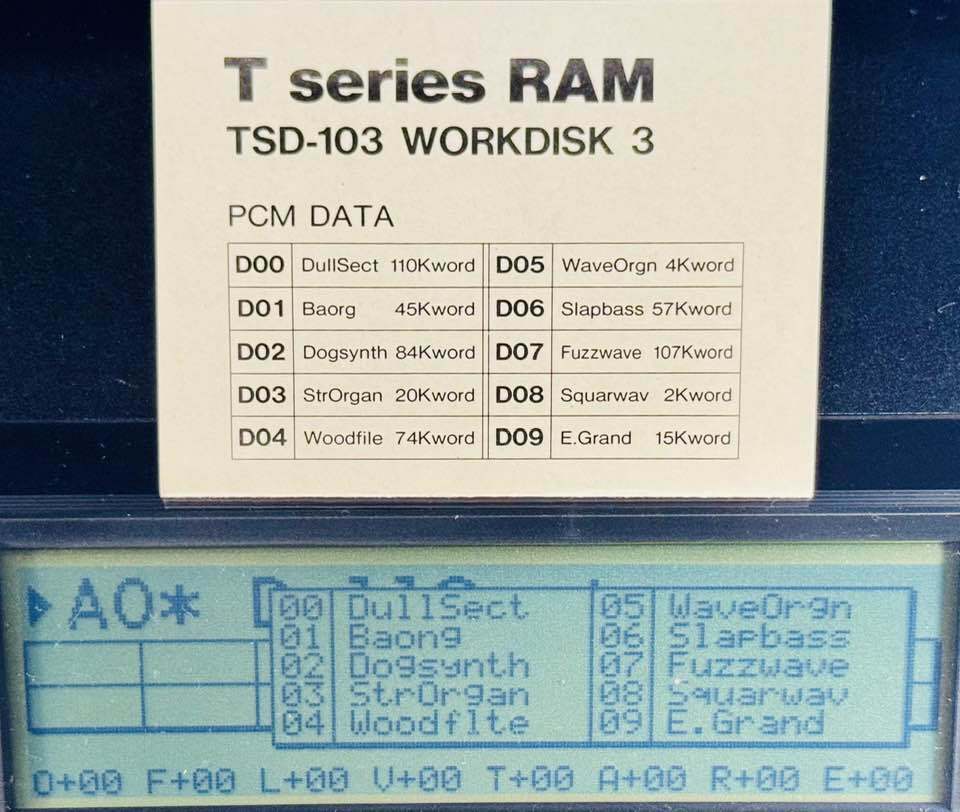 T series RAM
TSD-103 WORKDISK 3
PCM DATA
D00 DullSect 110Kword D05 WaveOrgn 4Kword
D01 Baorg 45Kword D06 Slapbass 57Kword
D02 Dogsynth 84Kword D07 Fuzzwave 107Kword
D03 StrOrgan 20Kword D08 Squarwav 2Kword
D04 Woodfile 74Kword D09 E.Grand 15Kword
A0*
00 DullSect 05 WaveOrgn
01 Baong 06 Slapbass
02 Dogsynth 07 Fuzzwave
03 StrOrgan 08 Squarwav
04 Woodflte 09 E.Grand
O+00 F+00 L+00 V+00 T+00 A+00 R+00 E+00